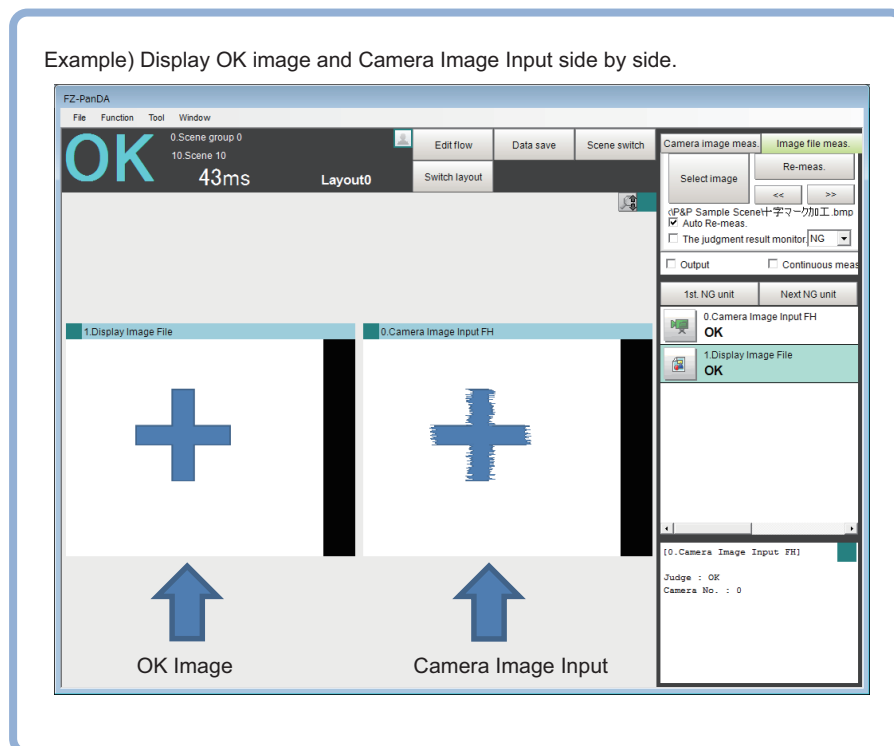 Example) Display OK image and Camera Image Input side by side.
FZ-PanDA
File Function Tool Window
OK
0.Scene group 0
10.Scene 10
43ms
Layout0
Edit flow Data save Scene switch
Switch layout
Camera image meas. Image file meas.
Select image
Re-meas.
<< >>
\P&P Sample Scene\十字マーク加工.bmp
Auto Re-meas.
The judgment result monitor. NG
Output Continuous meas
1st. NG unit Next NG unit
0.Camera Image Input FH
OK
1.Display Image File
OK
1.Display Image File
0.Camera Image Input FH
[0.Camera Image Input FH]
Judge : OK
Camera No. : 0
OK Image
Camera Image Input